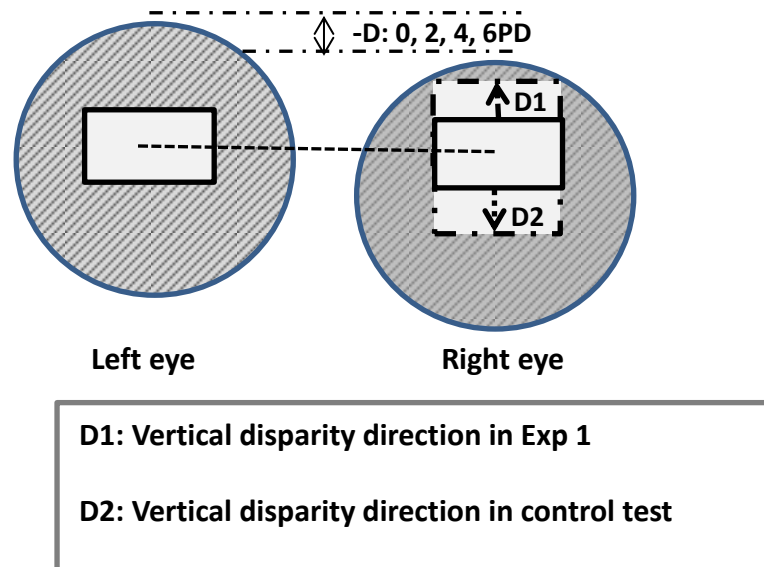 -D: 0, 2, 4, 6PD
D1
D2
Left eye
Right eye
D1: Vertical disparity direction in Exp 1
D2: Vertical disparity direction in control test